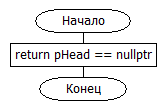 Начало
return pHead == nullptr
Конец